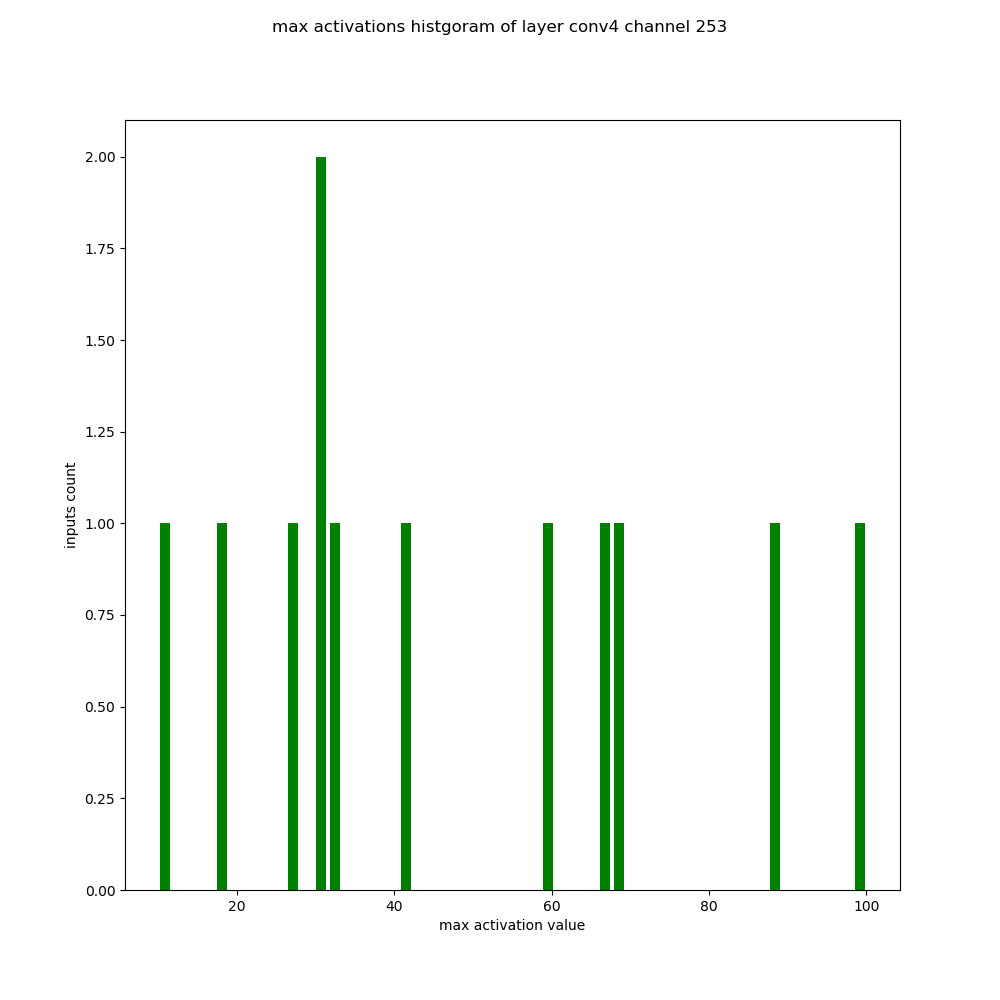 max activations histgoram of layer conv4 channel 253
2.00
1.75
1.50
1.25
1.00
0.75
0.50
0.25
0.00
inputs count
20 40 60 80 100
max activation value